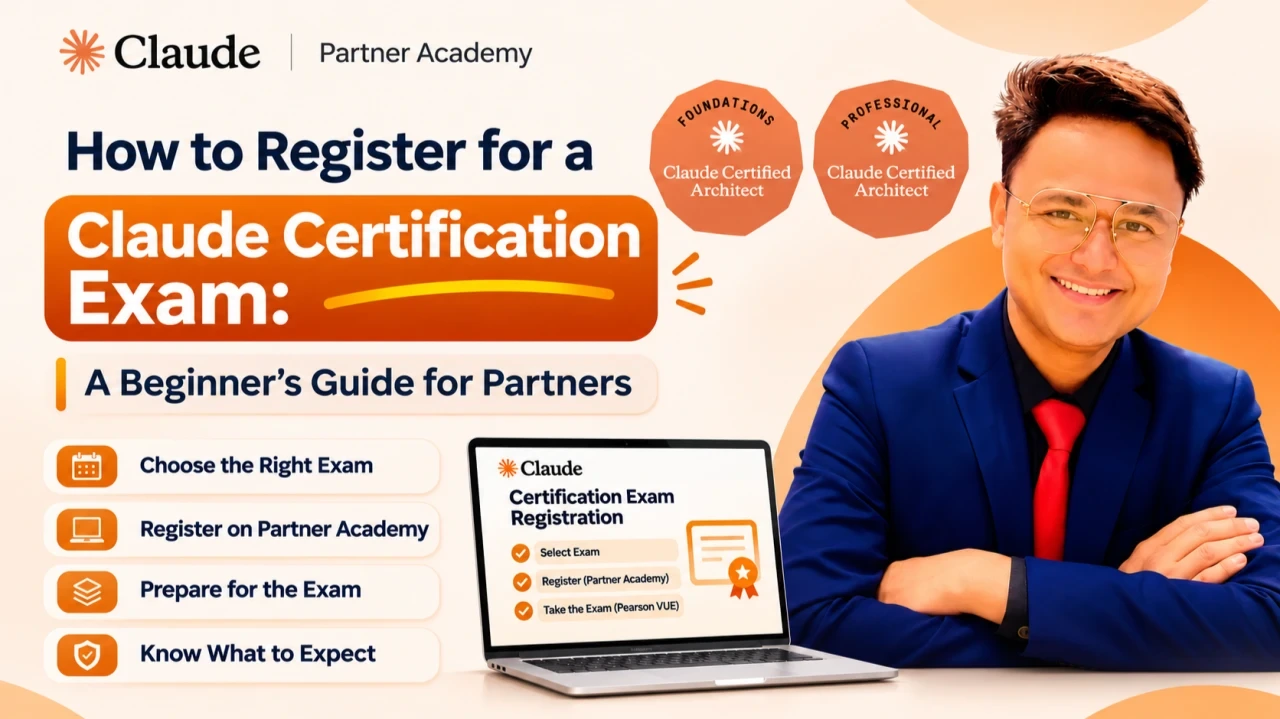 Claude | Partner Academy
How to Register for a
Claude Certification
Exam:
A Beginner's Guide for Partners
Choose the Right Exam
Register on Partner Academy
Prepare for the Exam
Know What to Expect
FOUNDATIONS
Claude Certified
Architect
PROFESSIONAL
Claude Certified
Architect
Claude
Certification Exam
Registration
Select Exam
Register (Partner Academy)
Take the Exam (Pearson VUE)